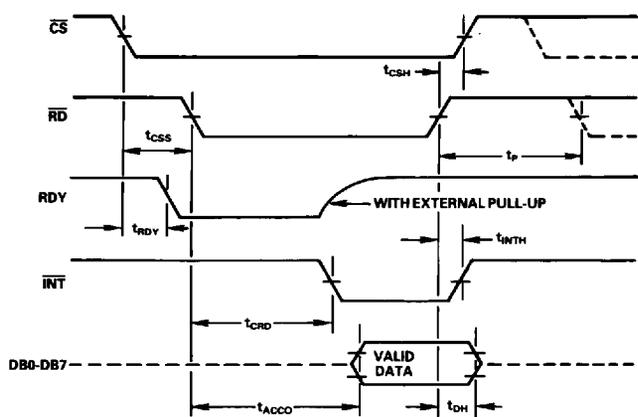 CS
tCSH
RD
tCSS
tP
RDY
WITH EXTERNAL PULL-UP
tRDY
tINTH
INT
tCRD
DB0-DB7
VALID
DATA
tACCO
tDH